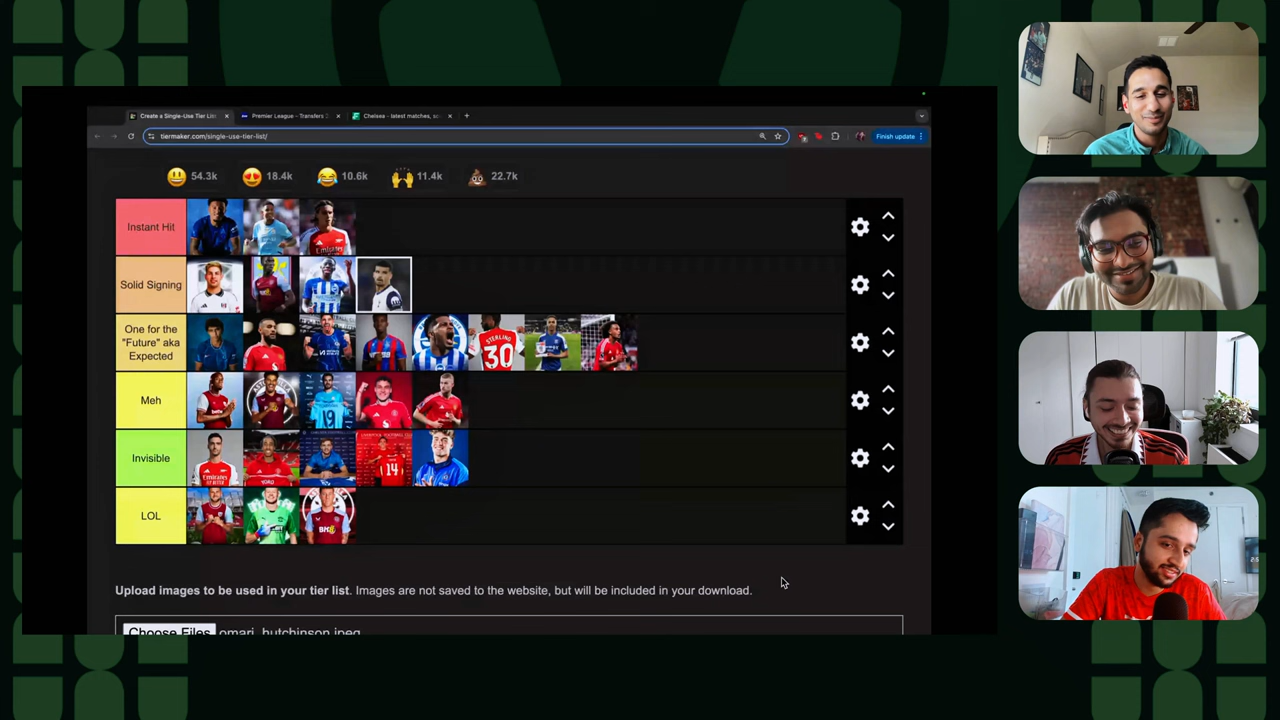 Create a Single-Use Tier Lis
Premier League - Transfers
Chelsea - latest matches, sc
tiermaker.com/single-use-tier-list/
Finish update
54.3k
18.4k
10.6k
11.4k
22.7k
Instant Hit
Solid Signing
One for the
"Future" aka
Expected
STERLING
30
Meh
19
Invisible
TORO
14
LOL
Upload images to be used in your tier list. Images are not saved to the website, but will be included in your download.
Choose Files omari_hutchinson.jpeg